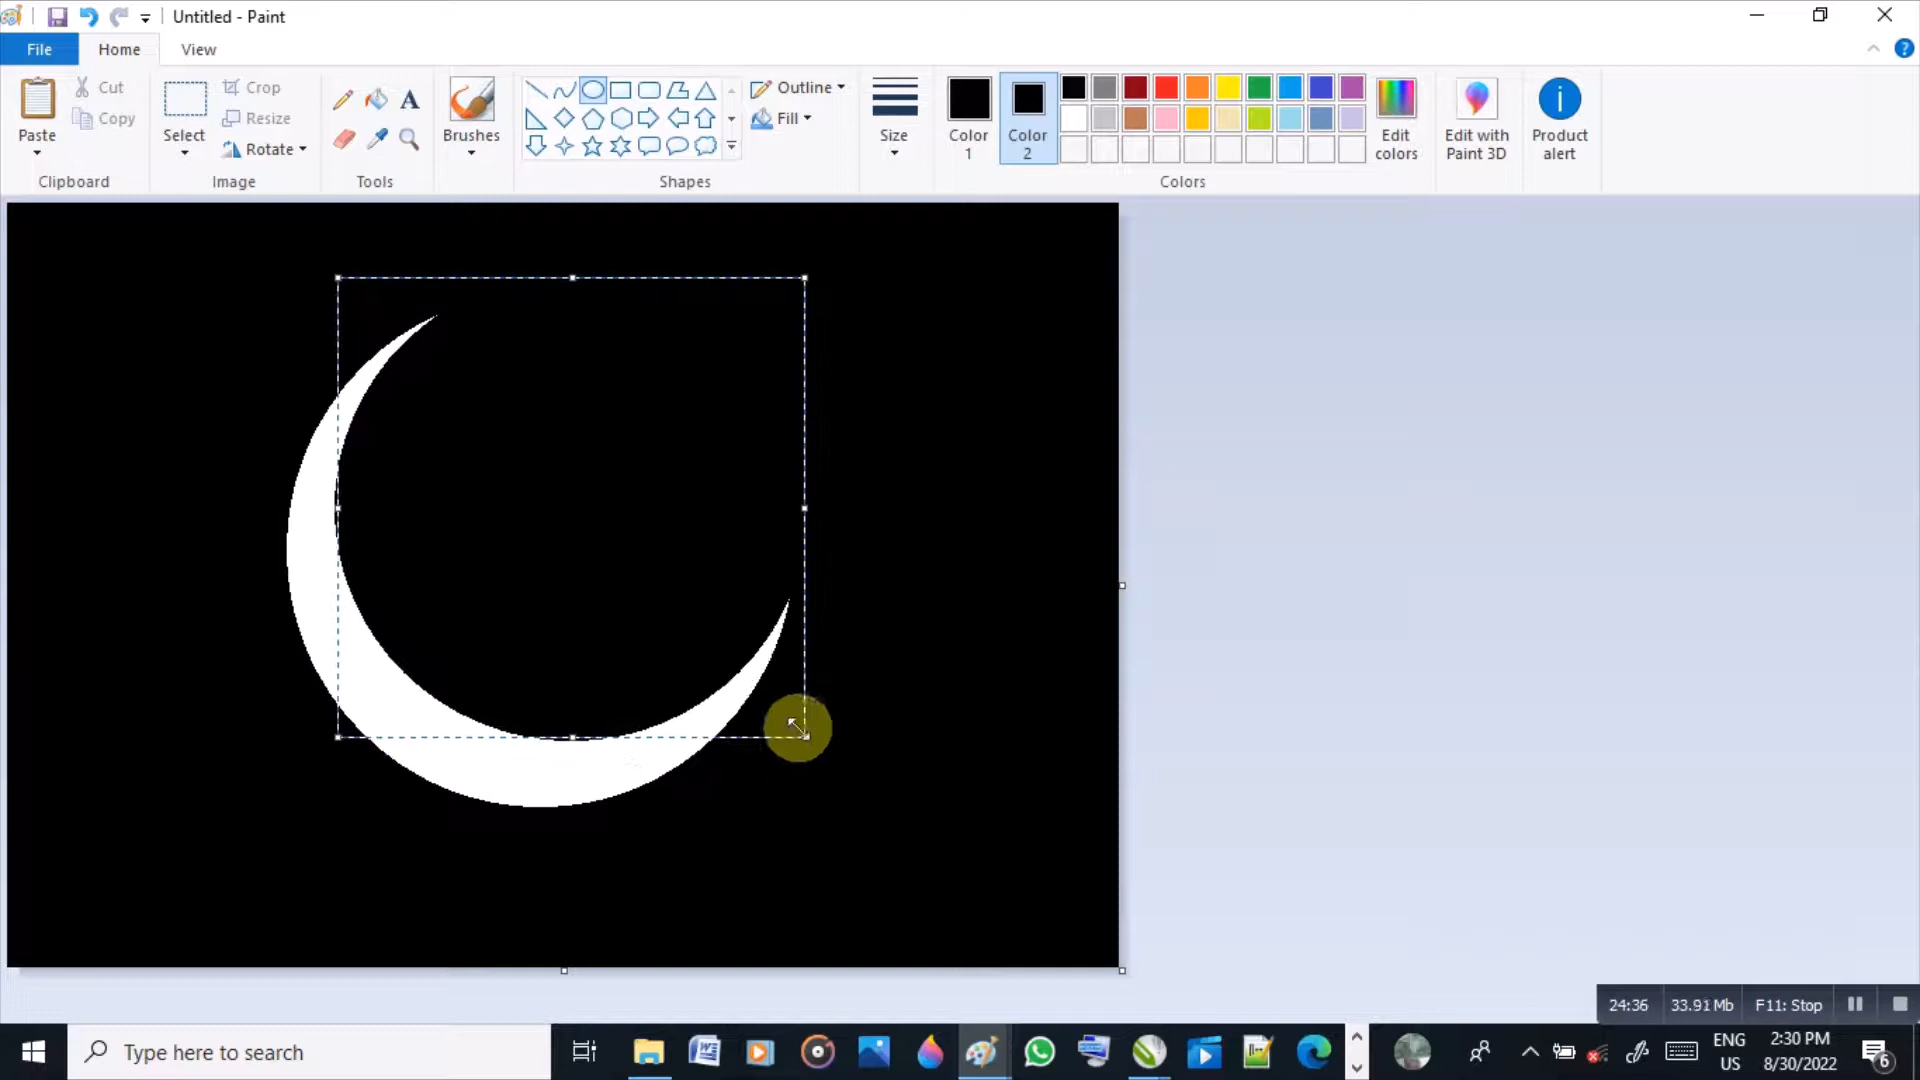 Untitled - Paint
File Home View
Paste
Cut
Copy
Clipboard
Select
Crop
Resize
Rotate
Image
A
Tools
Brushes
Shapes
Outline
Fill
Size
Color 1
Color 2
Edit colors
Colors
Edit with Paint 3D
Product alert
24:36 33.91 Mb F11: Stop
Type here to search
ENG
US
2:30 PM
8/30/2022
6